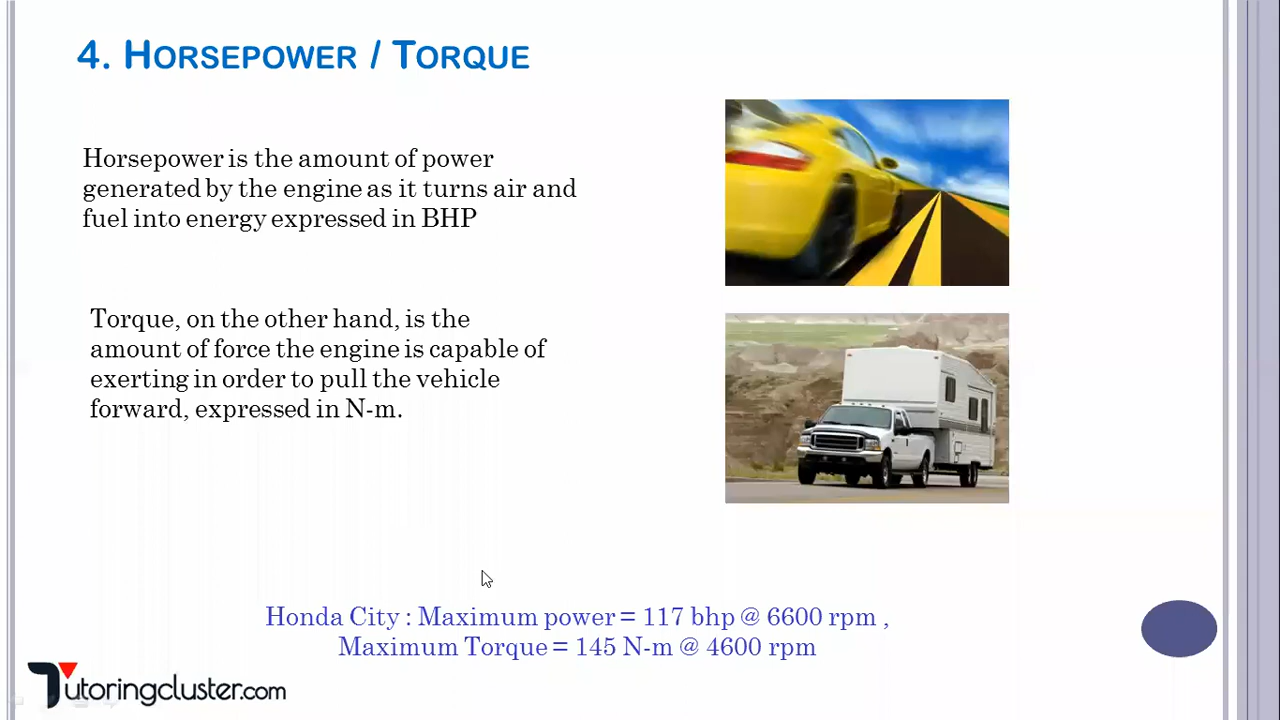 4. Horsepower / Torque
Horsepower is the amount of power
generated by the engine as it turns air and
fuel into energy expressed in BHP
Torque, on the other hand, is the
amount of force the engine is capable of
exerting in order to pull the vehicle
forward, expressed in N-m.
Honda City : Maximum power = 117 bhp @ 6600 rpm ,
Maximum Torque = 145 N-m @ 4600 rpm
Tutoringcluster.com